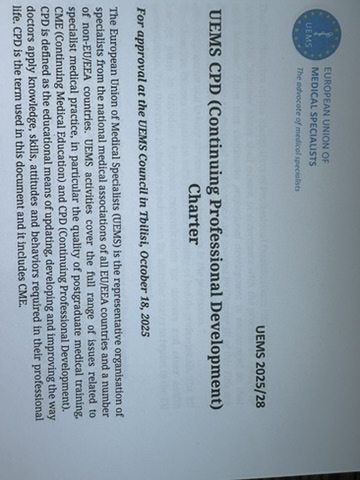 UEMS
EUROPEAN UNION OF
MEDICAL SPECIALISTS
The advocate of medical specialists
UEMS 2025/28
UEMS CPD (Continuing Professional Development)
Charter
For approval at the UEMS Council in Tbilisi, October 18, 2025
The European Union of Medical Specialists (UEMS) is the representative organisation of
specialists from the national medical associations of all EU/EEA countries and a number
of non-EU/EEA countries. UEMS activities cover the full range of issues related to
specialist medical practice, in particular the quality of postgraduate medical training,
CME (Continuing Medical Education) and CPD (Continuing Professional Development).
CPD is defined as the educational means of updating, developing and improving the way
doctors apply knowledge, skills, attitudes and behaviors required in their professional
life. CPD is the term used in this document and it includes CME.